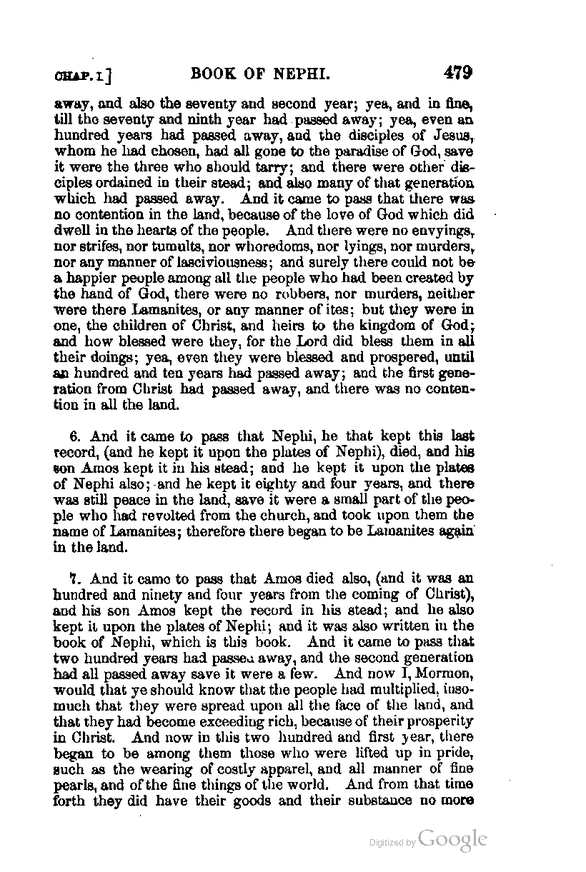 CHAP. I] BOOK OF NEPHI. 479
away, and also the seventy and second year; yea, and in fine,
till the seventy and ninth year had passed away; yea, even an
hundred years had passed away, and the disciples of Jesus,
whom he had chosen, had all gone to the paradise of God, save
it were the three who should tarry; and there were other dis-
ciples ordained in their stead; and also many of that generation
which had passed away. And it came to pass that there was
no contention in the land, because of the love of God which did
dwell in the hearts of the people. And there were no envyings,
nor strifes, nor tumults, nor whoredoms, nor lyings, nor murders,
nor any manner of lasciviousness; and surely there could not be
a happier people among all the people who had been created by
the hand of God, there were no robbers, nor murders, neither
were there Lamanites, or any manner of ites; but they were in
one, the children of Christ, and heirs to the kingdom of God;
and how blessed were they, for the Lord did bless them in all
their doings; yea, even they were blessed and prospered, until
an hundred and ten years had passed away; and the first gene-
ration from Christ had passed away, and there was no conten-
tion in all the land.
6. And it came to pass that Nephi, he that kept this last
record, (and he kept it upon the plates of Nephi), died, and his
son Amos kept it in his stead; and he kept it upon the plates
of Nephi also; and he kept it eighty and four years, and there
was still peace in the land, save it were a small part of the peo-
ple who had revolted from the church, and took upon them the
name of Lamanites; therefore there began to be Lamanites again
in the land.
7. And it came to pass that Amos died also, (and it was an
hundred and ninety and four years from the coming of Christ),
and his son Amos kept the record in his stead; and he also
kept it upon the plates of Nephi; and it was also written in the
book of Nephi, which is this book. And it came to pass that
two hundred years had passed away, and the second generation
had all passed away save it were a few. And now I, Mormon,
would that ye should know that the people had multiplied, inso-
much that they were spread upon all the face of the land, and
that they had become exceeding rich, because of their prosperity
in Christ. And now in this two hundred and first year, there
began to be among them those who were lifted up in pride,
such as the wearing of costly apparel, and all manner of fine
pearls, and of the fine things of the world. And from that time
forth they did have their goods and their substance no more
Digitized by Google